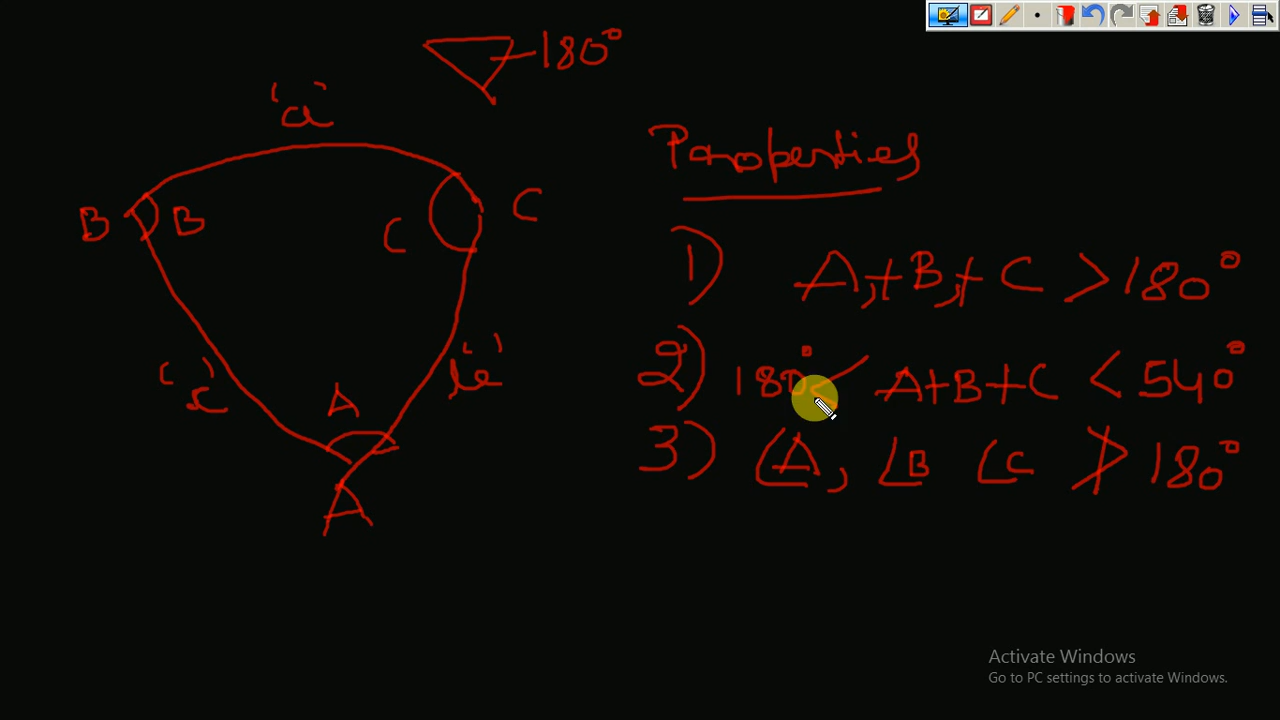 180°
'a'
B B C C
Properties
1) A + B + C > 180°
2) 180° < A+B+C < 540°
3) ∠A, ∠B ∠C ≯ 180°
A
A
Activate Windows
Go to PC settings to activate Windows.